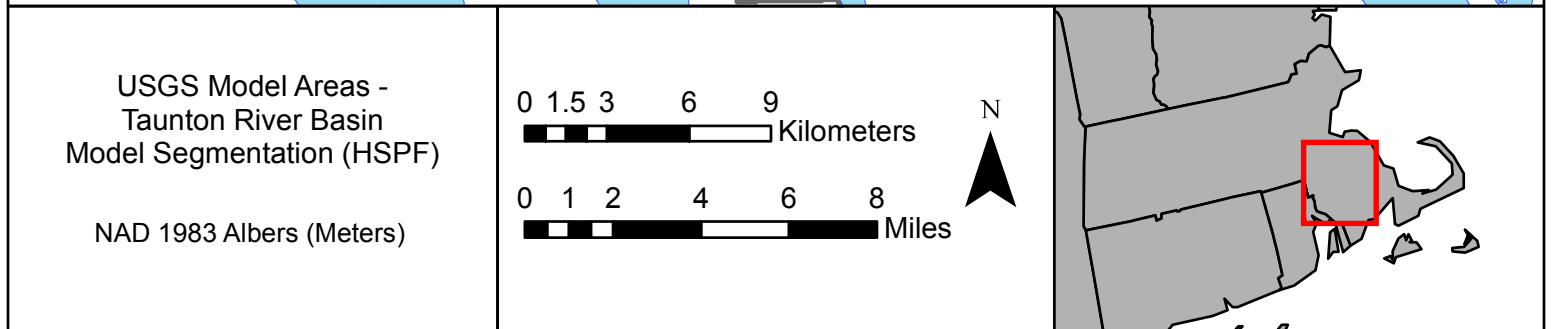 USGS Model Areas -
Taunton River Basin
Model Segmentation (HSPF)
NAD 1983 Albers (Meters)
0 1.5 3 6 9
Kilometers
0 1 2 4 6 8
Miles
N